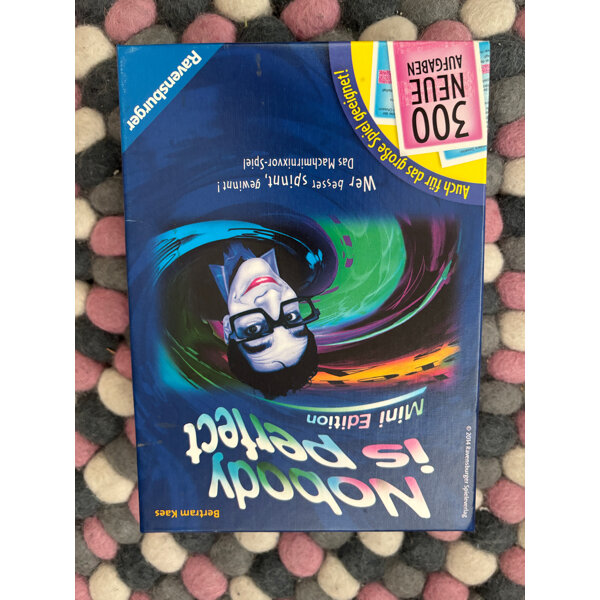 Bertram Kaes
Nobody
is perfect
Mini Edition
© 2014 Ravensburger Spieleverlag
Wer besser spinnt, gewinnt!
Das Machmirnixvor-Spiel
Auch für das große Spiel geeignet!
300
NEUE
AUFGABEN
Ravensburger